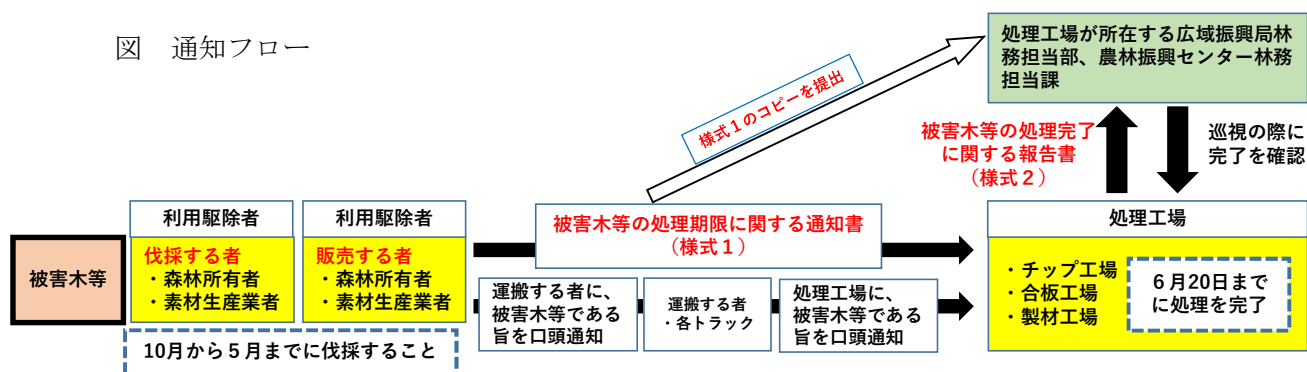 図 通知フロー
処理工場が所在する広域振興局林
務担当部、農林振興センター林務
担当課
様式１のコピーを提出
被害木等の処理完了
に関する報告書
（様式２）
巡視の際に
完了を確認
被害木等
利用駆除者
伐採する者
・森林所有者
・素材生産業者
利用駆除者
販売する者
・森林所有者
・素材生産業者
10月から５月までに伐採すること
被害木等の処理期限に関する通知書
（様式１）
運搬する者に、
被害木等である
旨を口頭通知
運搬する者
・各トラック
処理工場に、
被害木等である
旨を口頭通知
処理工場
・チップ工場
・合板工場
・製材工場
６月20日まで
に処理を完了